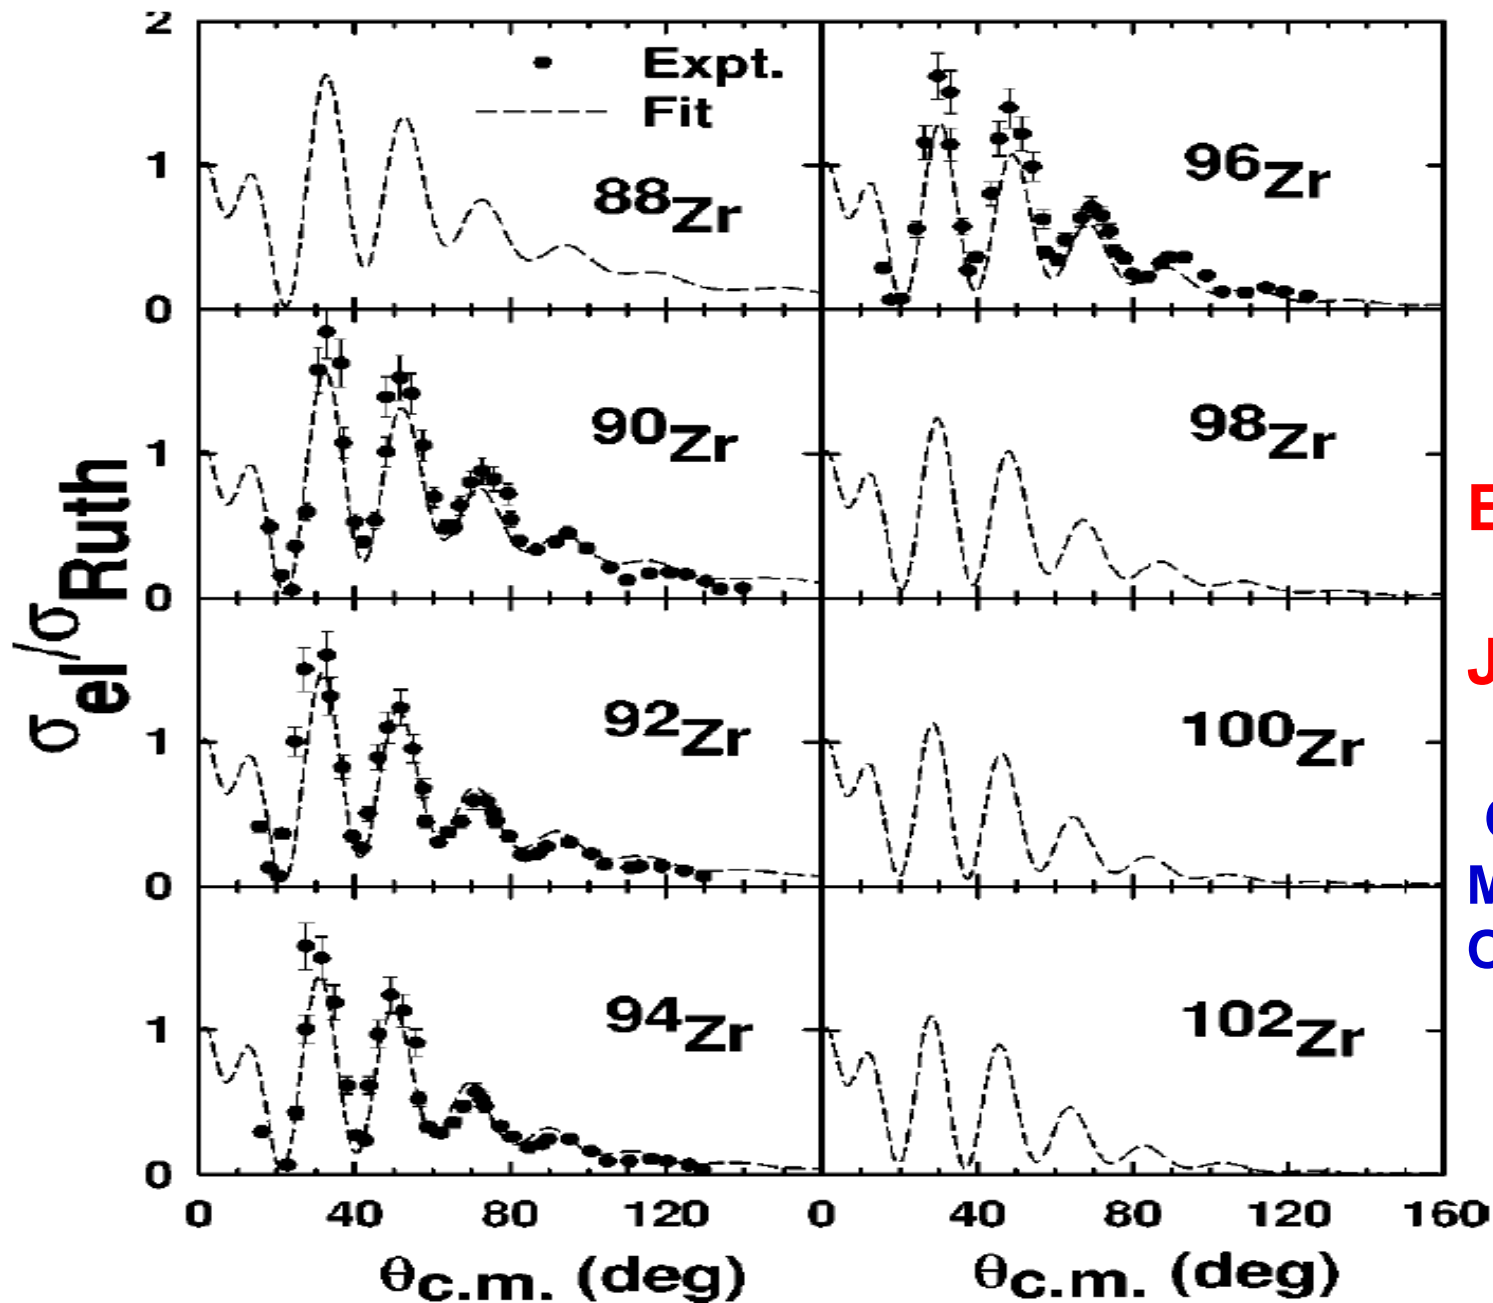 2
Expt.
Fit
1
88Zr
96Zr
0
1
90Zr
98Zr
0
1
92Zr
100Zr
0
1
94Zr
102Zr
0
σel/σRuth
0 40 80 120 0 40 80 120 160
θc.m. (deg) θc.m. (deg)
E
J
M